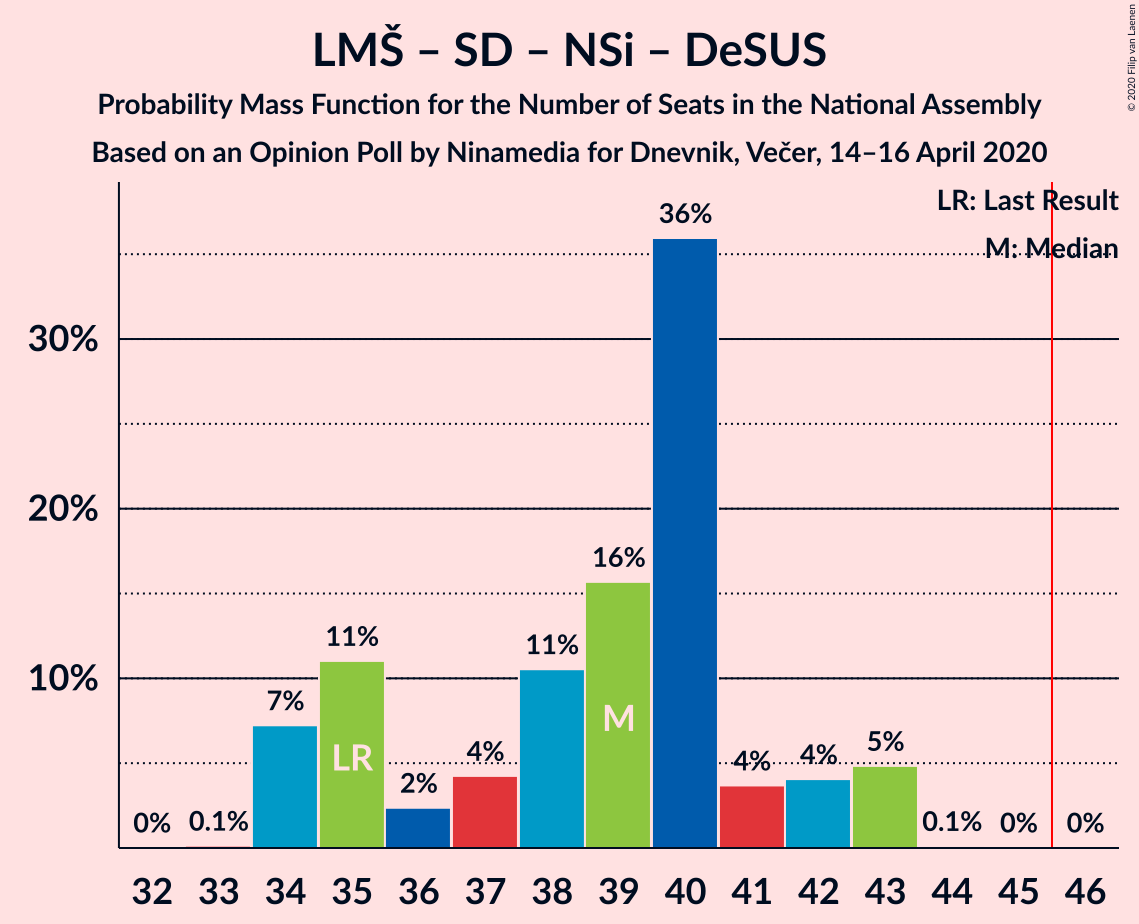 LMŠ – SD – NSi – DeSUS
Probability Mass Function for the Number of Seats in the National Assembly
Based on an Opinion Poll by Ninamedia for Dnevnik, Večer, 14–16 April 2020
© 2020 Filip van Laenen
LR: Last Result
M: Median
30%
20%
10%
0%
0.1%
7%
11%
2%
4%
11%
16%
36%
4%
4%
5%
0.1%
0%
0%
LR
M
32 33 34 35 36 37 38 39 40 41 42 43 44 45 46